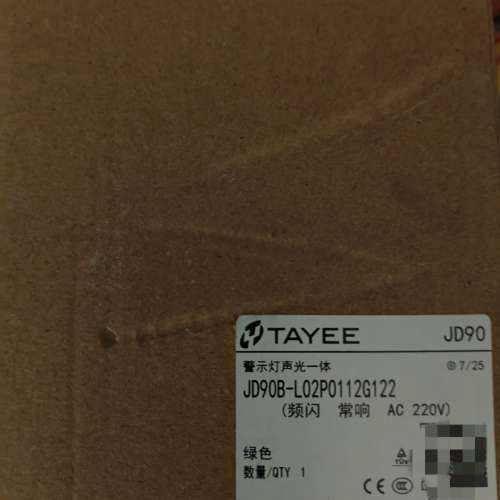 TAYEE JD90
警示灯声光一体 7/25
JD90B-L02P0112G122
(频闪 常响 AC 220V)
绿色
TÜV
数量/QTY 1